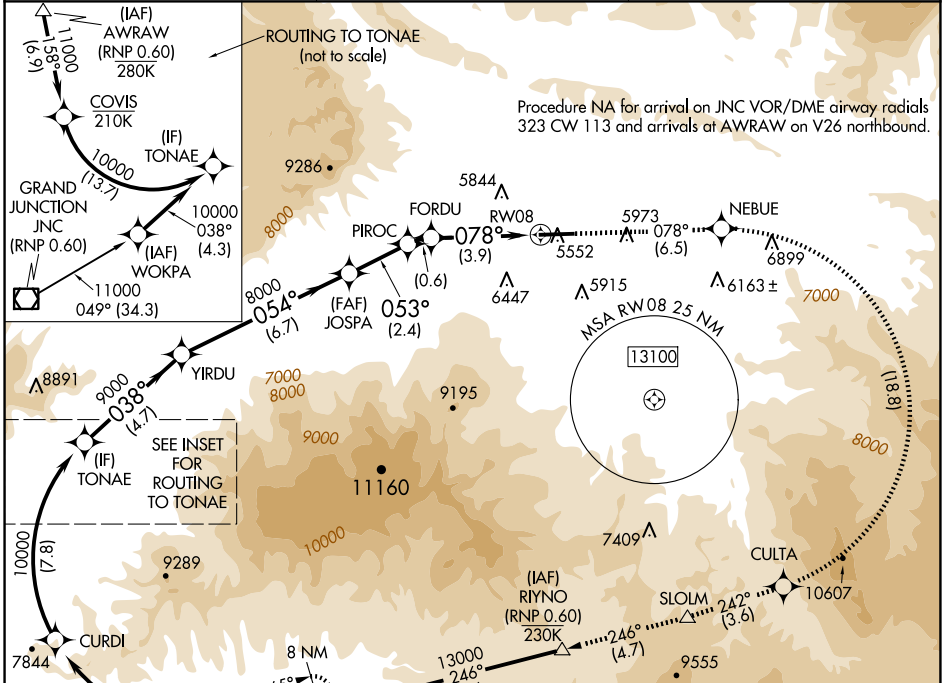 (IAF)
AWRAW
(RNP 0.60)
280K
11000
158°
(6.9)
COVIS
210K
(IF)
TONAE
10000
(13.7)
GRAND
JUNCTION
JNC
(RNP 0.60)
10000
038°
(4.3)
(IAF)
WOKPA
11000
049° (34.3)
ROUTING TO TONAE
(not to scale)
Procedure NA for arrival on JNC VOR/DME airway radials
323 CW 113 and arrivals at AWRAW on V26 northbound.
9286
8000
5844
FORDU
PIROC
RW08
078°
(3.9)
(0.6)
5552
5973
078°
(6.5)
NEBUE
6899
6447
5915
6163±
7000
8000
054°
(6.7)
(FAF)
JOSPA
053°
(2.4)
MSA RW08 25 NM
13100
YIRDU
8891
9000
038°
(4.7)
7000
8000
9195
(18.8)
8000
9000
(IF)
TONAE
SEE INSET
FOR
ROUTING
TO TONAE
11160
10000
7409
10000
(7.8)
9289
CULTA
10607
(IAF)
RIYNO
(RNP 0.60)
230K
SLOLM
242°
(3.6)
246°
(4.7)
CURDI
7844
8 NM
13000
246°
9555